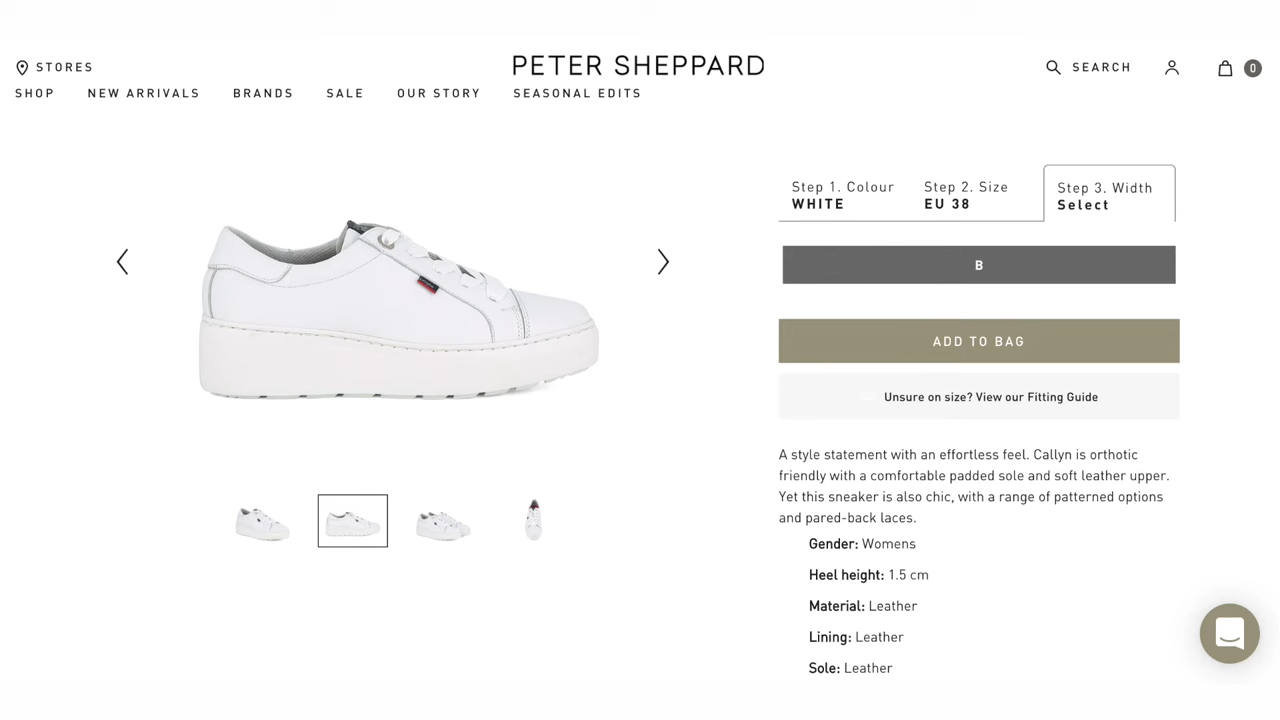 STORES
PETER SHEPPARD
SEARCH
0
SHOP
NEW ARRIVALS
BRANDS
SALE
OUR STORY
SEASONAL EDITS
Step 1. Colour
WHITE
Step 2. Size
EU 38
Step 3. Width
Select
B
ADD TO BAG
Unsure on size? View our Fitting Guide
A style statement with an effortless feel. Callyn is orthotic
friendly with a comfortable padded sole and soft leather upper.
Yet this sneaker is also chic, with a range of patterned options
and pared-back laces.
Gender: Womens
Heel height: 1.5 cm
Material: Leather
Lining: Leather
Sole: Leather